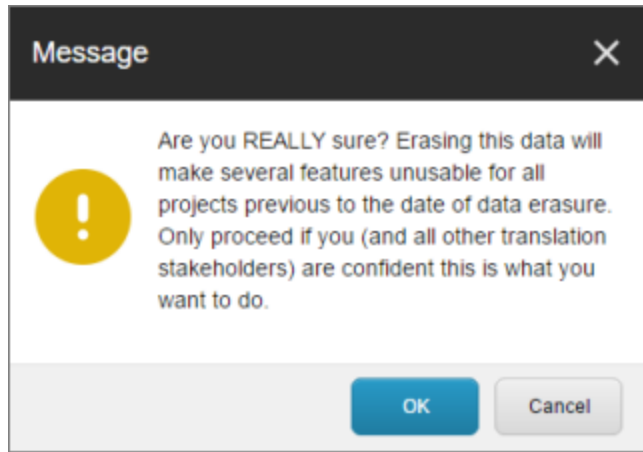 Message
Are you REALLY sure? Erasing this data will
make several features unusable for all
projects previous to the date of data erasure.
Only proceed if you (and all other translation
stakeholders) are confident this is what you
want to do.
OK
Cancel